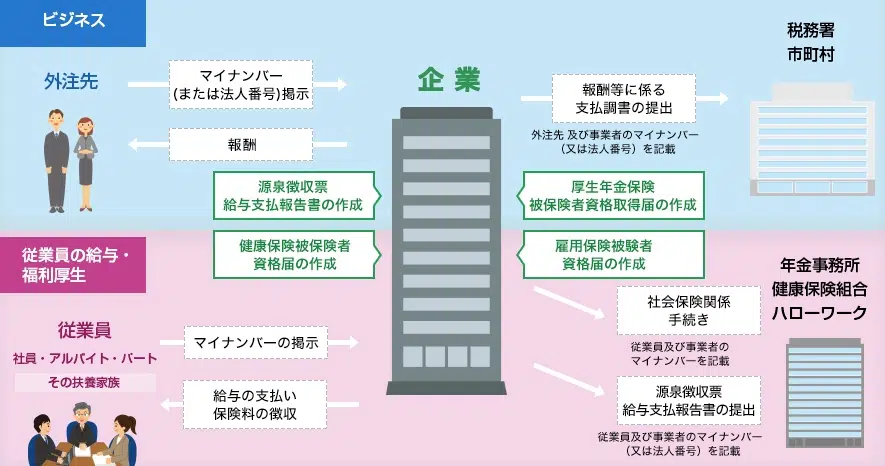 ビジネス
外注先
マイナンバー
(または法人番号)掲示
報酬
企業
報酬等に係る
支払調書の提出
外注先 及び事業者のマイナンバー
（又は法人番号）を記載
税務署
市町村
源泉徴収票
給与支払報告書の作成
厚生年金保険
被保険者資格取得届の作成
健康保険被保険者
資格届の作成
雇用保険被験者
資格届の作成
従業員の給与・
福利厚生
従業員
社員・アルバイト・パート
その扶養家族
マイナンバーの掲示
給与の支払い
保険料の徴収
社会保険関係
手続き
従業員及び事業者の
マイナンバーを記載
源泉徴収票
給与支払報告書の提出
従業員及び事業者のマイナンバー
（又は法人番号）を記載
年金事務所
健康保険組合
ハローワーク